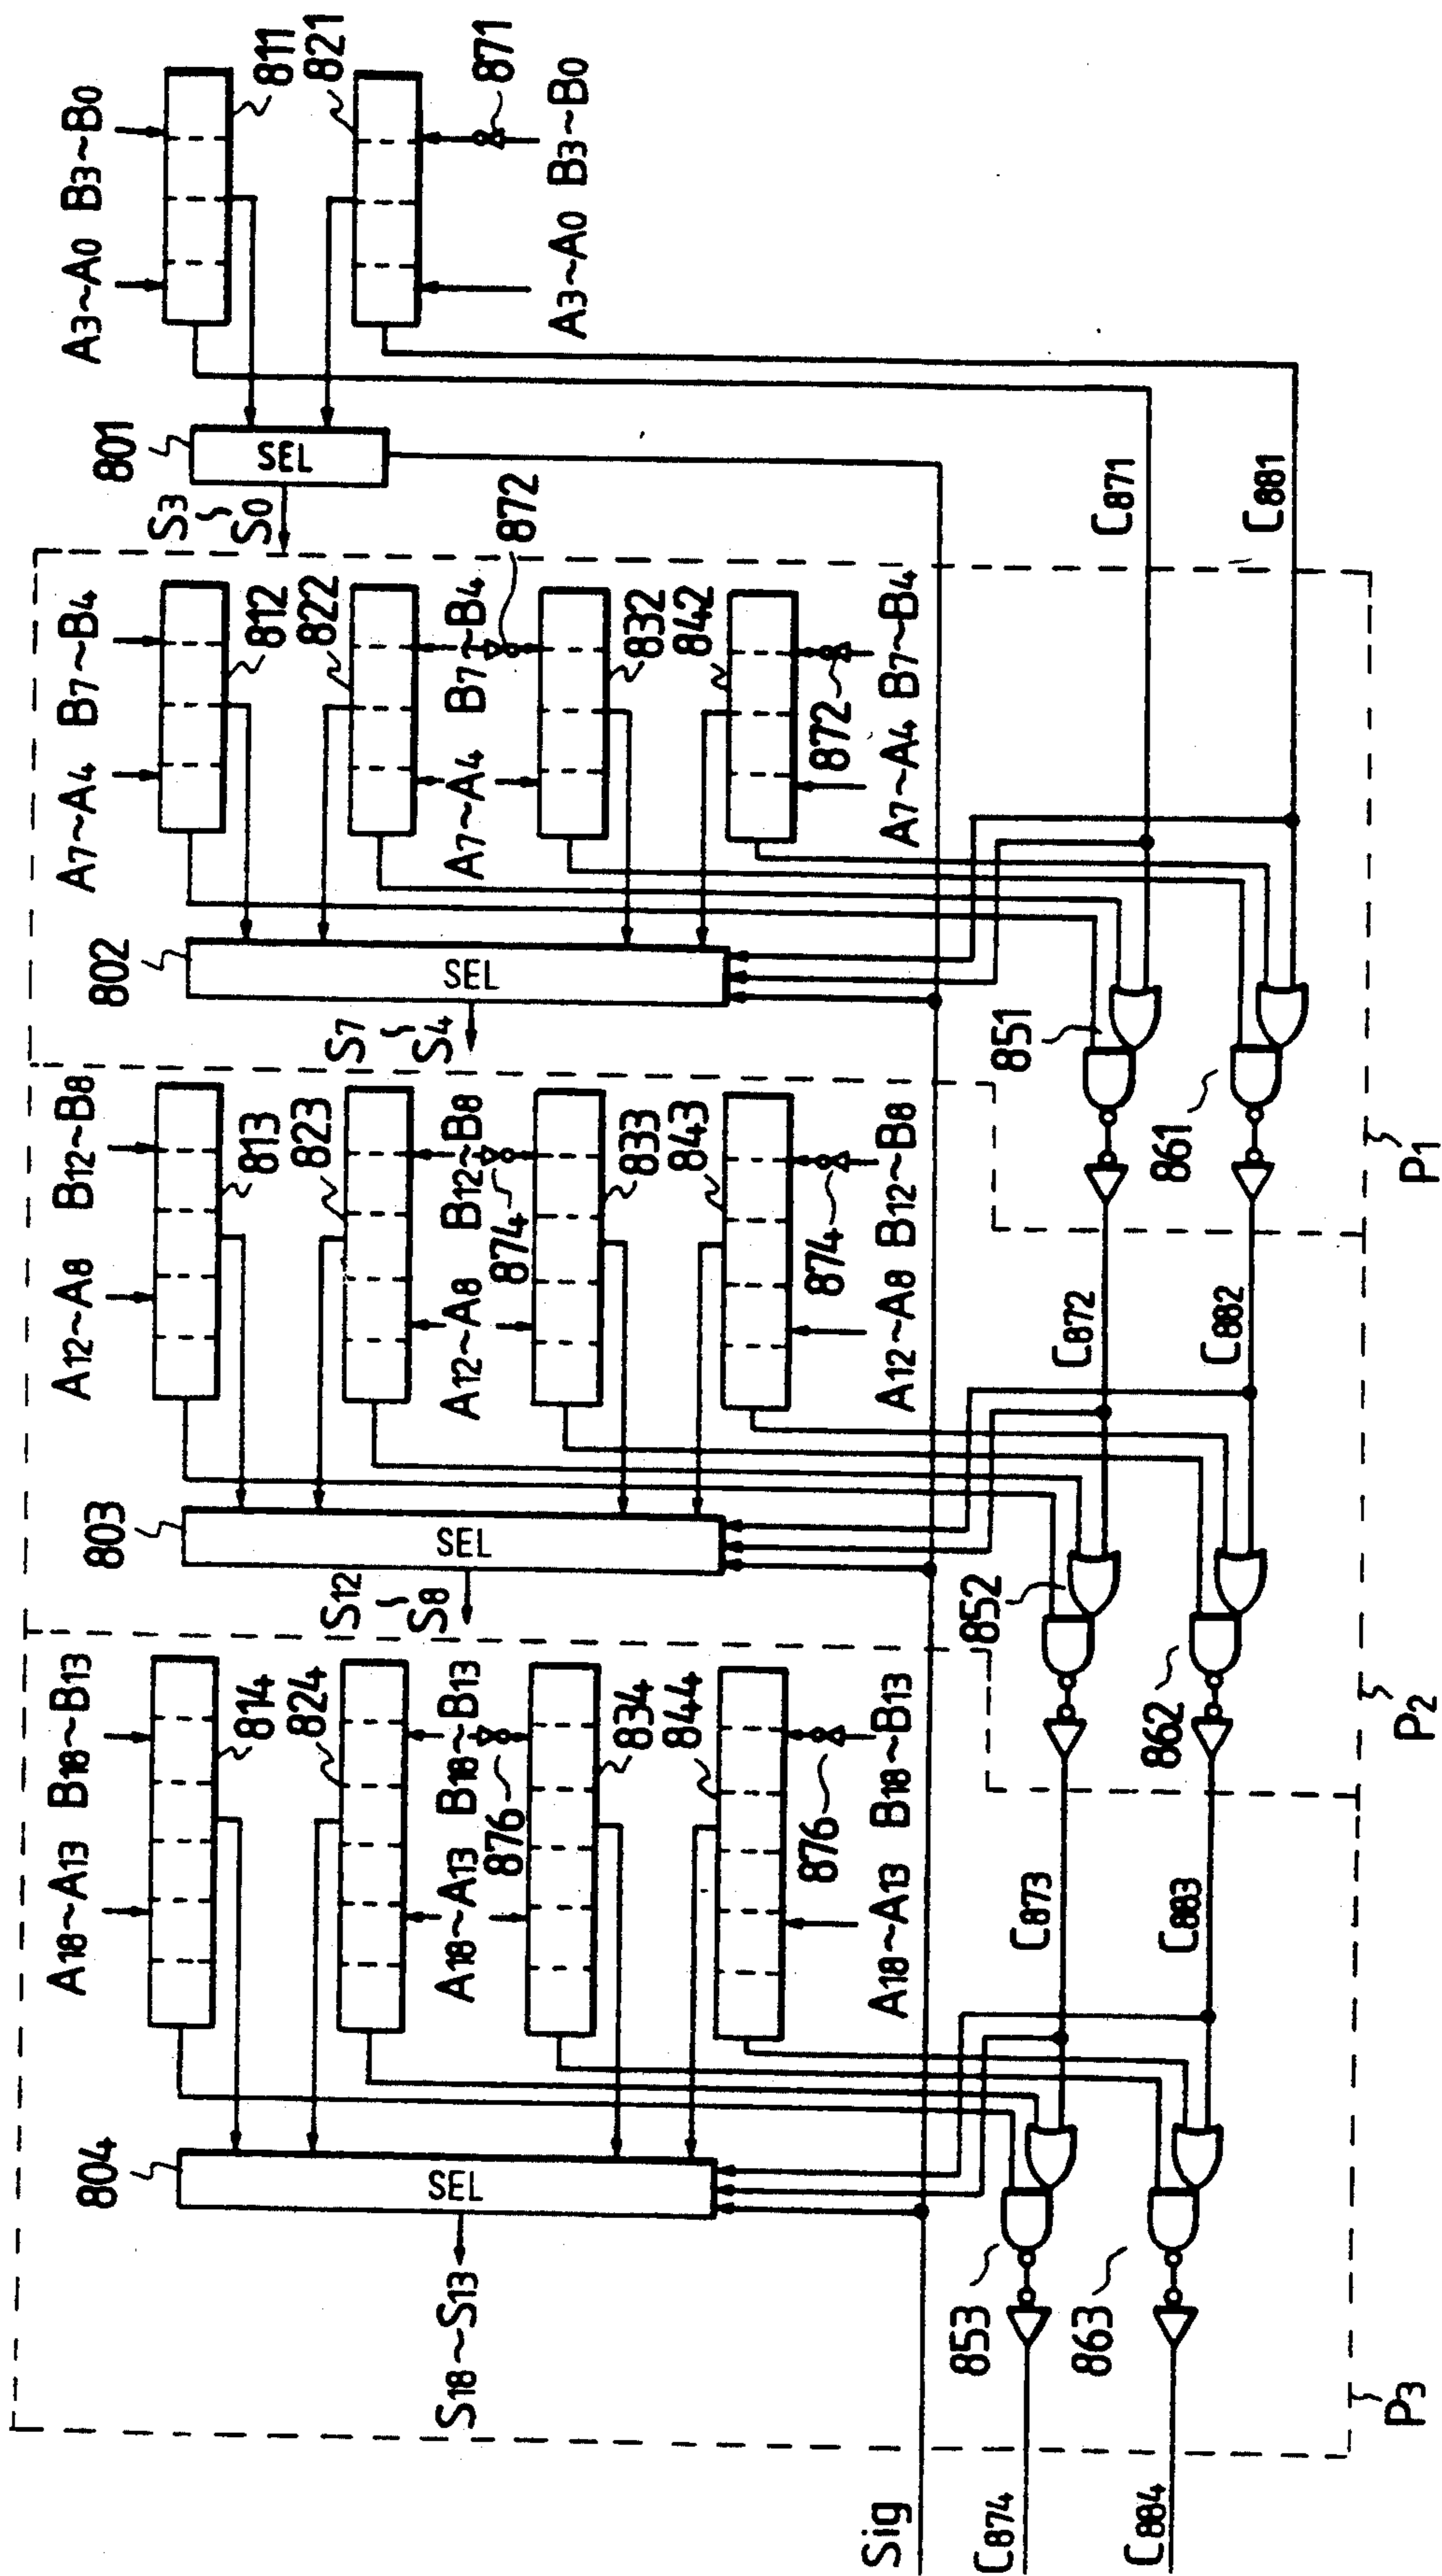 A3~A0 B3~B0
811
821
871
A3~A0 B3~B0
801
SEL
S3~S0
A7~A4 B7~B4
812
822
A7~A4 B7~B4
872
832
842
872
A7~A4 B7~B4
802
SEL
S7~S4
C871
C881
851
861
P1
A12~A8 B12~B8
813
823
A12~A8 B12~B8
874
833
843
874
A12~A8 B12~B8
803
SEL
S12~S8
C872
C882
852
862
P2
A18~A13 B18~B13
814
824
A18~A13 B18~B13
876
834
844
876
A18~A13 B18~B13
804
SEL
S18~S13
C873
C883
853
863
P3
Sig
C874
C884